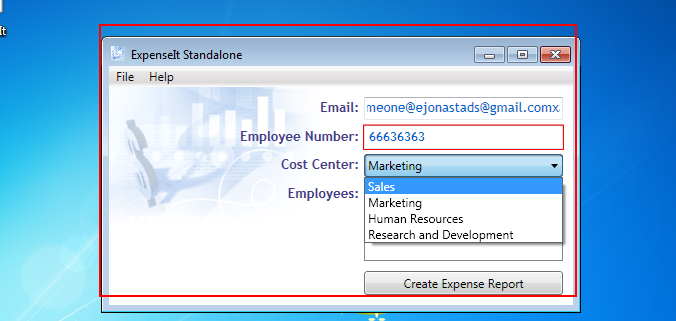 It
ExpenseIt Standalone
File Help
Email: meone@ejonastads@gmail.comx
Employee Number: 66636363
Cost Center: Marketing
Sales
Employees:
Marketing
Human Resources
Research and Development
Create Expense Report